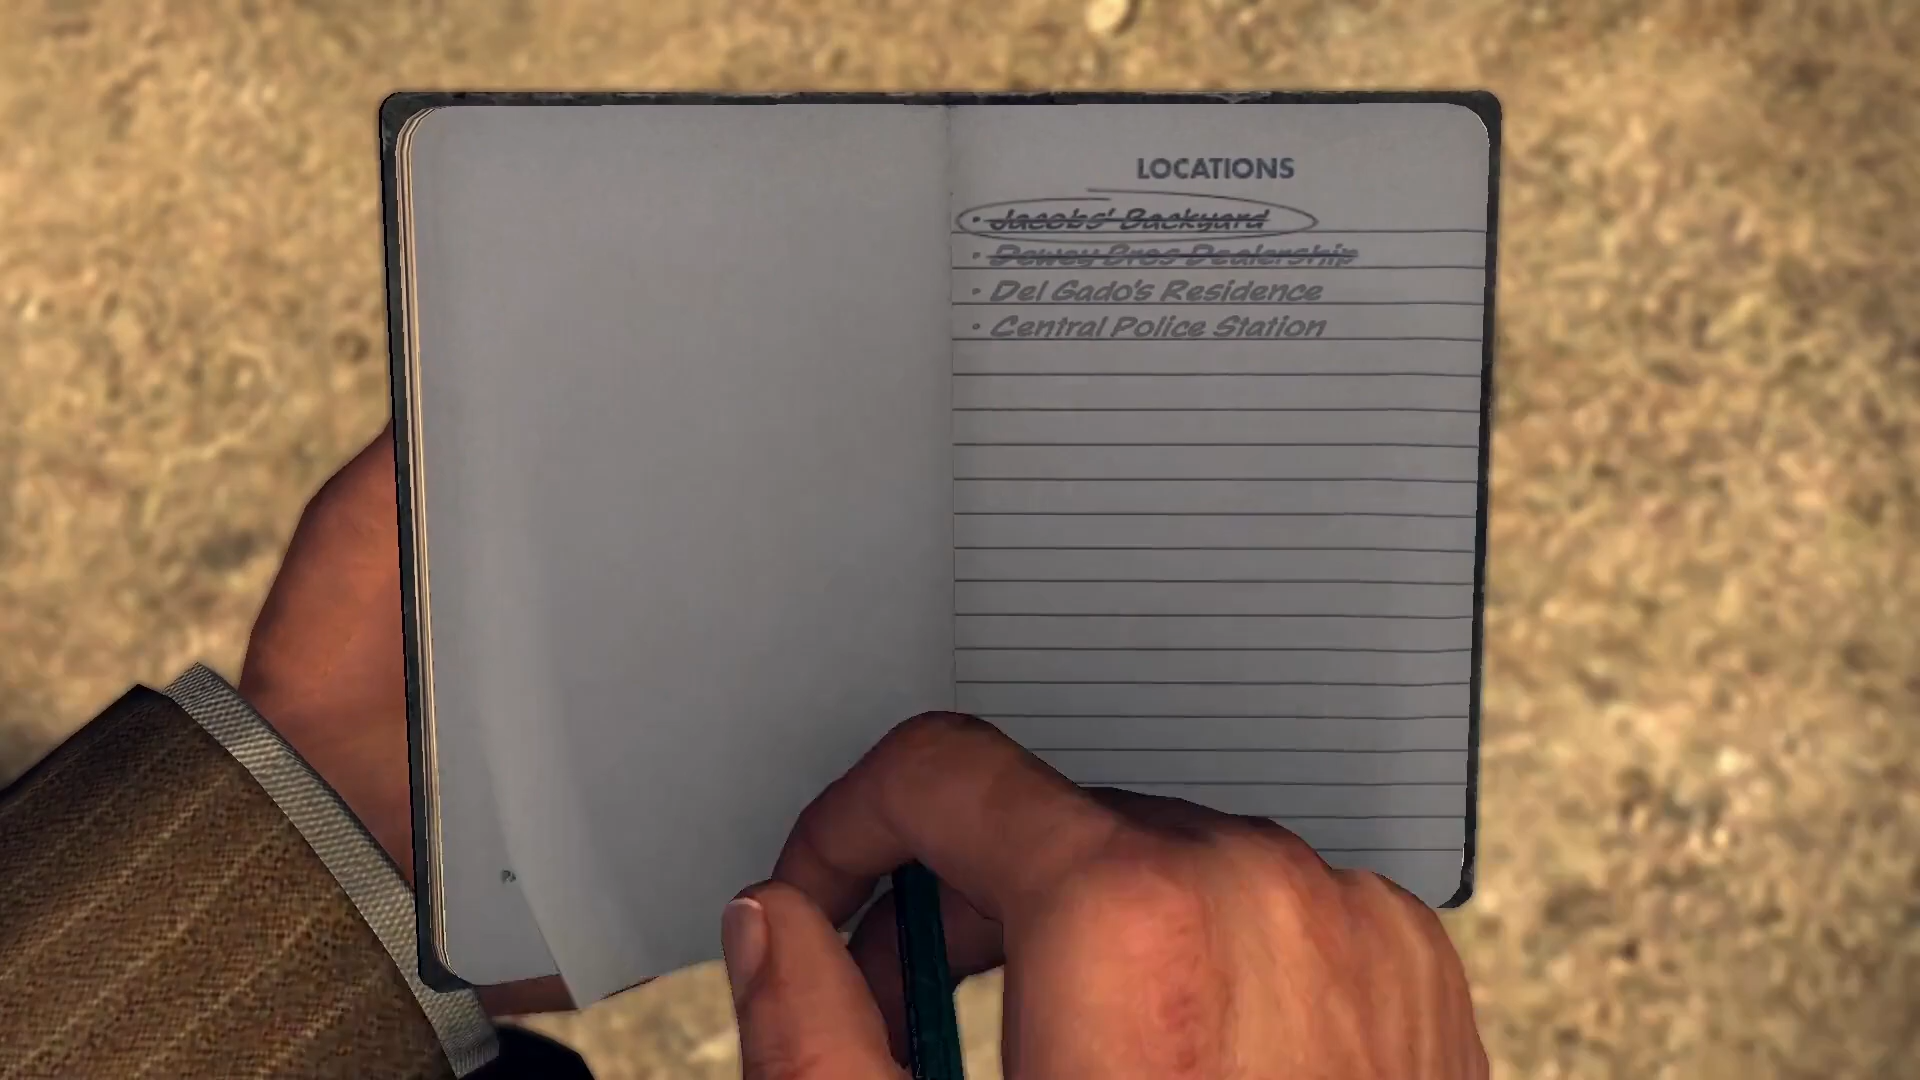 LOCATIONS
• Jacobs' Backyard
• Dewey Bros Dealership
• Del Gado's Residence
• Central Police Station